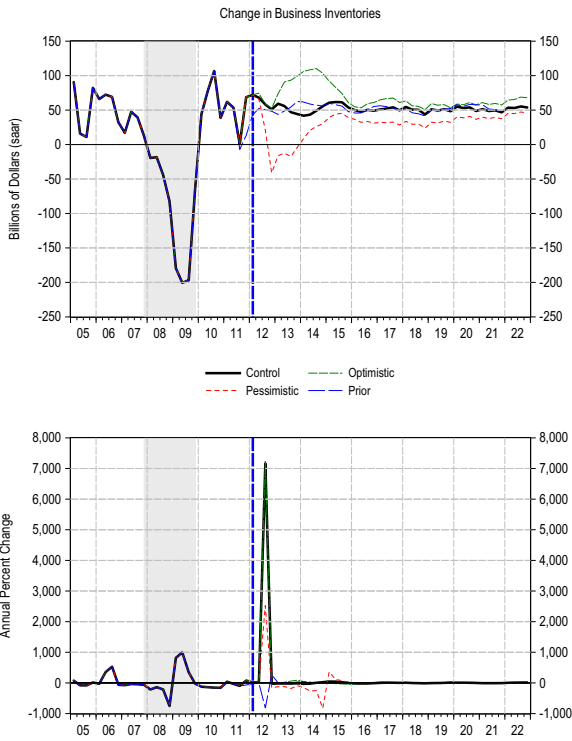 Change in Business Inventories
150 150
100 100
50 50
0 0
-50 -50
-100 -100
-150 -150
-200 -200
-250 -250
Billions of Dollars (saar)
05 06 07 08 09 10 11 12 13 14 15 16 17 18 19 20 21 22
Control Optimistic
Pessimistic Prior
8,000 8,000
7,000 7,000
6,000 6,000
5,000 5,000
4,000 4,000
3,000 3,000
2,000 2,000
1,000 1,000
0 0
-1,000 -1,000
Annual Percent Change
05 06 07 08 09 10 11 12 13 14 15 16 17 18 19 20 21 22